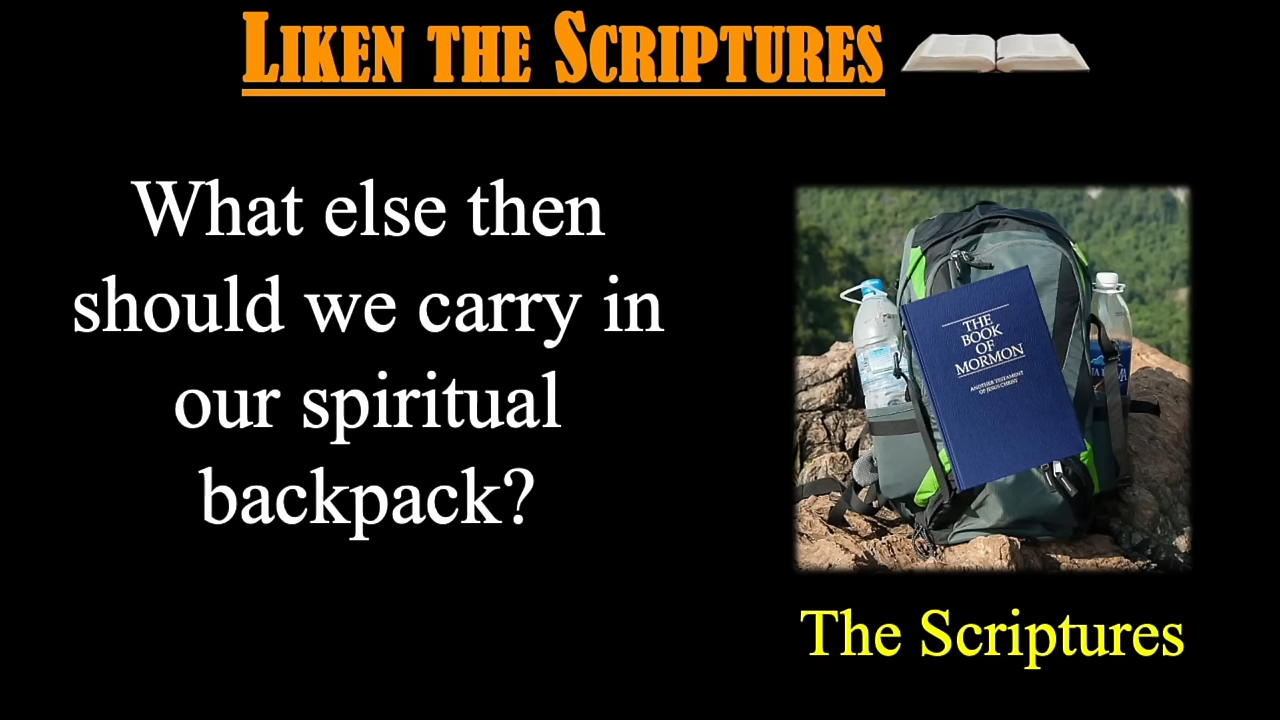 LIKEN THE SCRIPTURES
What else then
should we carry in
our spiritual
backpack?
THE
BOOK
OF
MORMON
ANOTHER TESTAMENT
OF JESUS CHRIST
The Scriptures